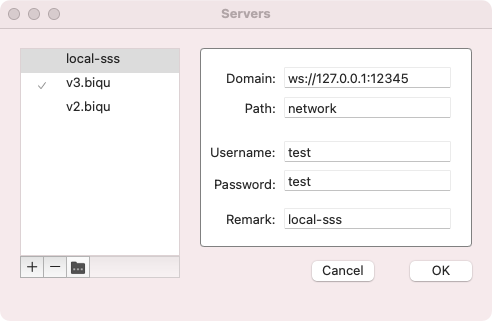 Servers
local-sss
v3.biqu
v2.biqu
Domain: ws://127.0.0.1:12345
Path: network
Username: test
Password: test
Remark: local-sss
Cancel
OK